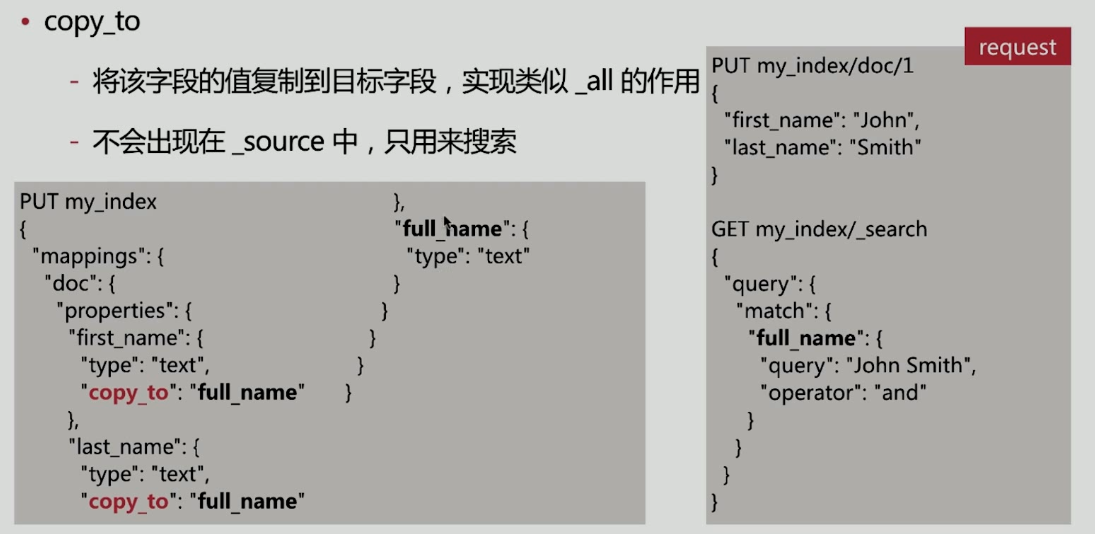 • copy_to
- 将该字段的值复制到目标字段，实现类似 _all 的作用
- 不会出现在 _source 中，只用来搜索
PUT my_index
{
"mappings": {
"doc": {
"properties": {
"first_name": {
"type": "text",
"copy_to": "full_name"
},
"last_name": {
"type": "text",
"copy_to": "full_name"
},
"full_name": {
"type": "text"
}
}
}
}
}
request
PUT my_index/doc/1
{
"first_name": "John",
"last_name": "Smith"
}
GET my_index/_search
{
"query": {
"match": {
"full_name": {
"query": "John Smith",
"operator": "and"
}
}
}
}